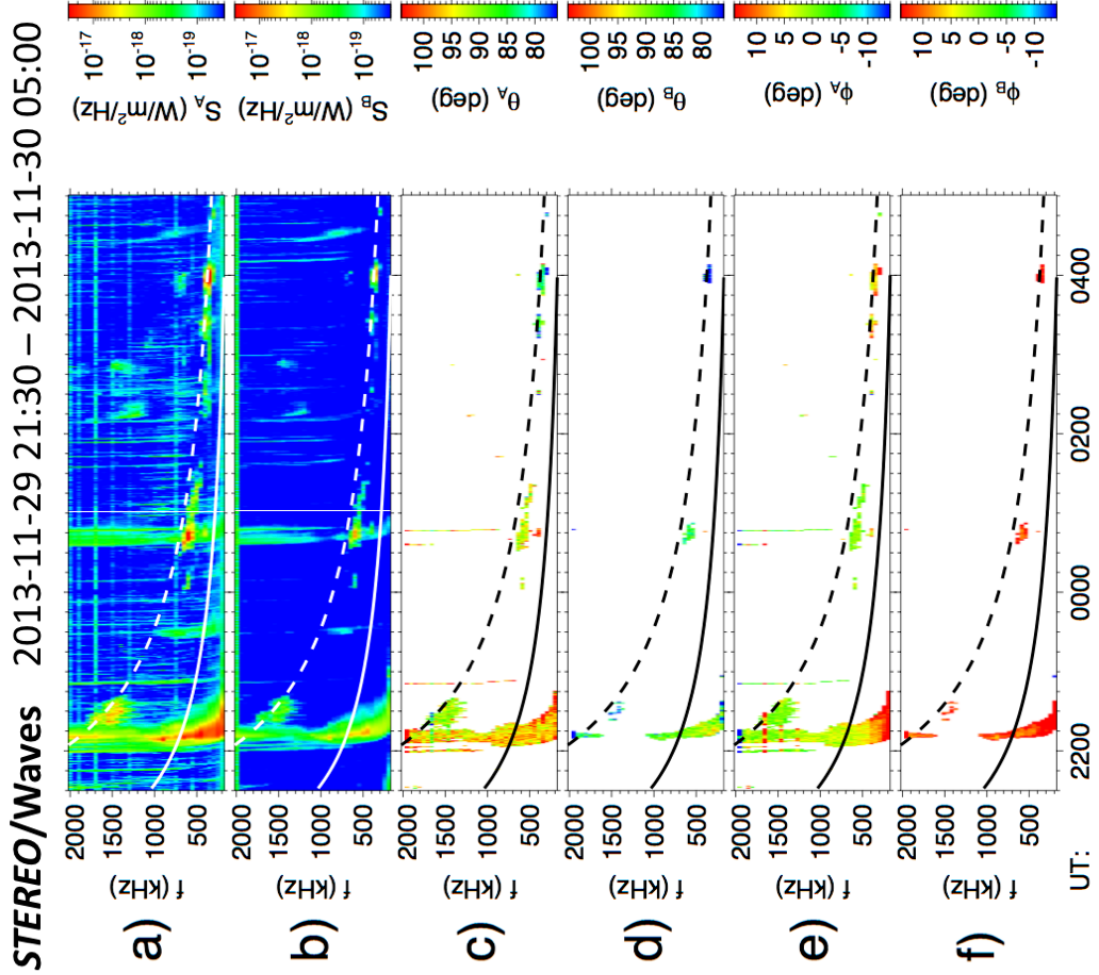 STEREO/Waves 2013-11-29 21:30 – 2013-11-30 05:00
a)
f (kHz)
2000
1500
1000
500
10⁻¹⁷
10⁻¹⁸
10⁻¹⁹
S_A (W/m²/Hz)
b)
f (kHz)
2000
1500
1000
500
10⁻¹⁷
10⁻¹⁸
10⁻¹⁹
S_B (W/m²/Hz)
c)
f (kHz)
2000
1500
1000
500
100
95
90
85
80
θ_A (deg)
d)
f (kHz)
2000
1500
1000
500
100
95
90
85
80
θ_B (deg)
e)
f (kHz)
2000
1500
1000
500
10
5
0
-5
-10
ϕ_A (deg)
f)
f (kHz)
2000
1500
1000
500
10
5
0
-5
-10
ϕ_B (deg)
UT: 2200 0000 0200 0400